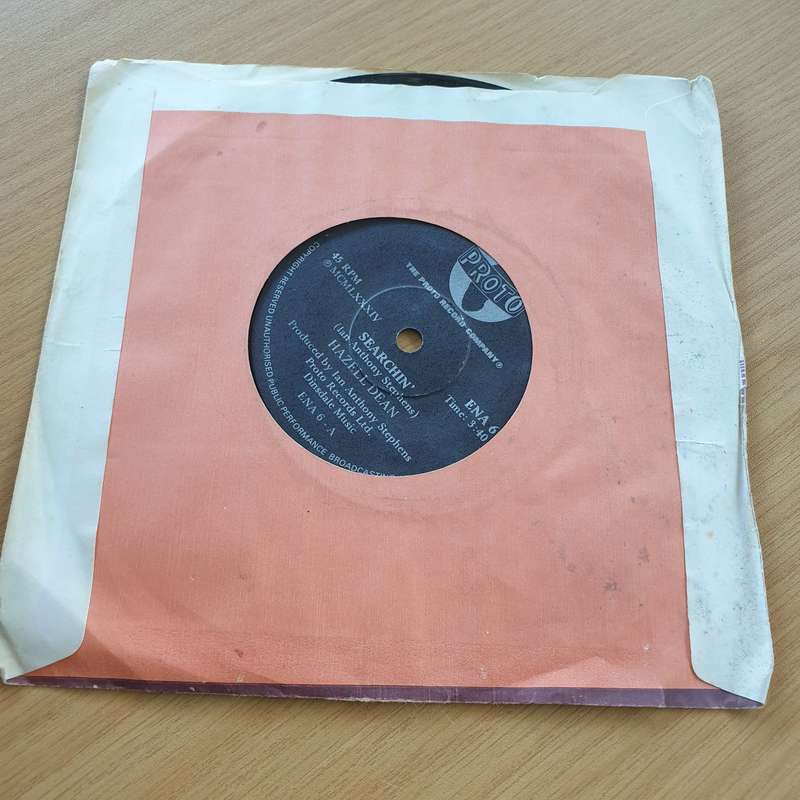 PROTO
THE PROTO RECORD COMPANY®
45 RPM
Ⓟ MCMLXXXIV
ENA 6
Time: 3:40
SEARCHIN'
(Ian Anthony Stephens)
HAZELL DEAN
Produced by Ian Anthony Stephens
Proto Records Ltd.
Dinsdale Music
ENA 6 -A
COPYRIGHT RESERVED UNAUTHORISED PUBLIC PERFORMANCE BROADCASTING